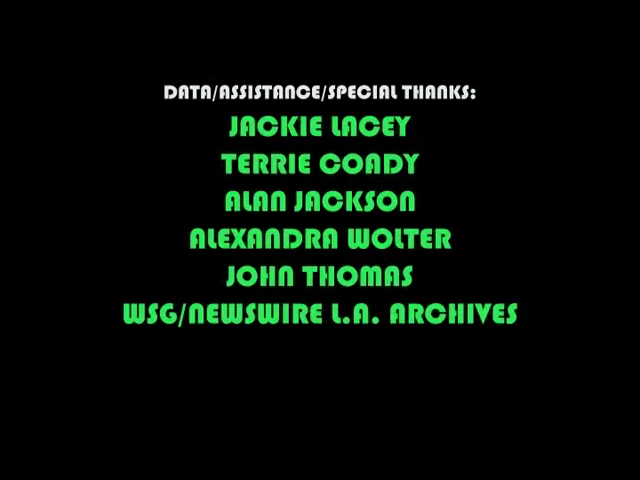 DATA/ASSISTANCE/SPECIAL THANKS:
JACKIE LACEY
TERRIE COADY
ALAN JACKSON
ALEXANDRA WOLTER
JOHN THOMAS
WSG/NEWSWIRE L.A. ARCHIVES